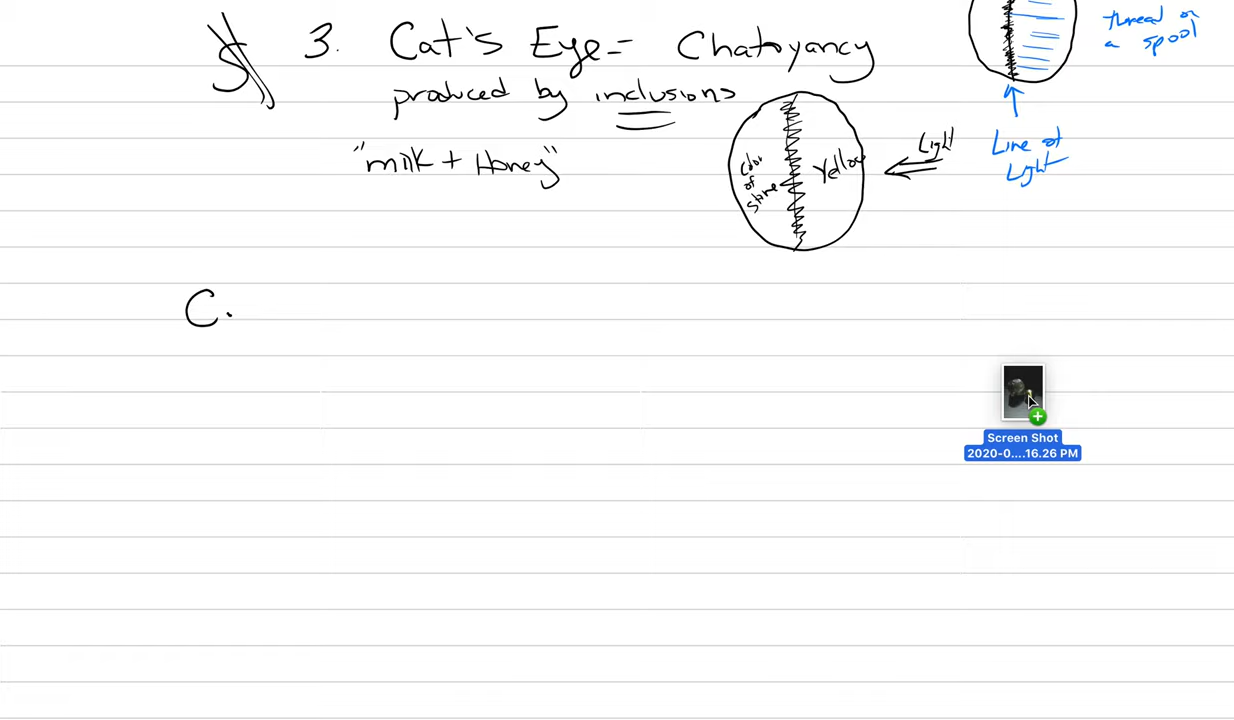 3. Cat's Eye = Chatoyancy
produced by inclusions
"milk + Honey"
thread on
a spool
Line of
Light
Light
Color
of
Stone
Yellow
C.
Screen Shot
2020-0....16.26 PM